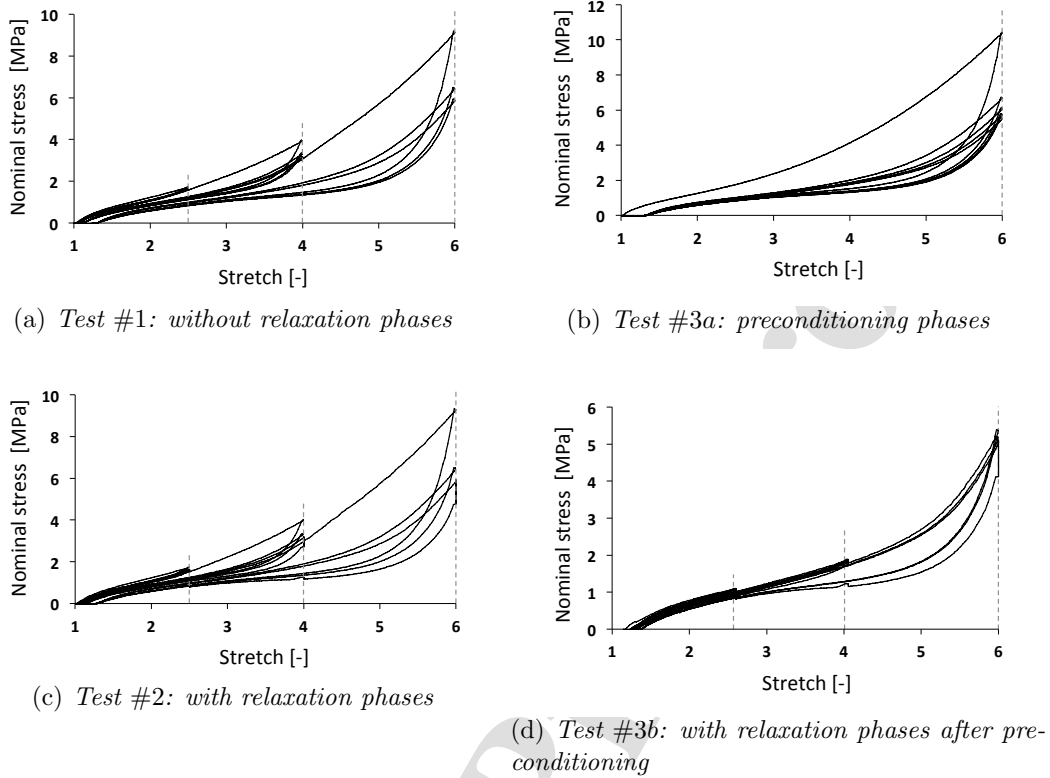 10
8
6
4
2
0
Nominal stress [MPa]
1 2 3 4 5 6
Stretch [-]
(a) Test #1: without relaxation phases
12
10
8
6
4
2
0
Nominal stress [MPa]
1 2 3 4 5 6
Stretch [-]
(b) Test #3a: preconditioning phases
10
8
6
4
2
0
Nominal stress [MPa]
1 2 3 4 5 6
Stretch [-]
(c) Test #2: with relaxation phases
6
5
4
3
2
1
0
Nominal stress [MPa]
1 2 3 4 5 6
Stretch [-]
(d) Test #3b: with relaxation phases after pre-
conditioning